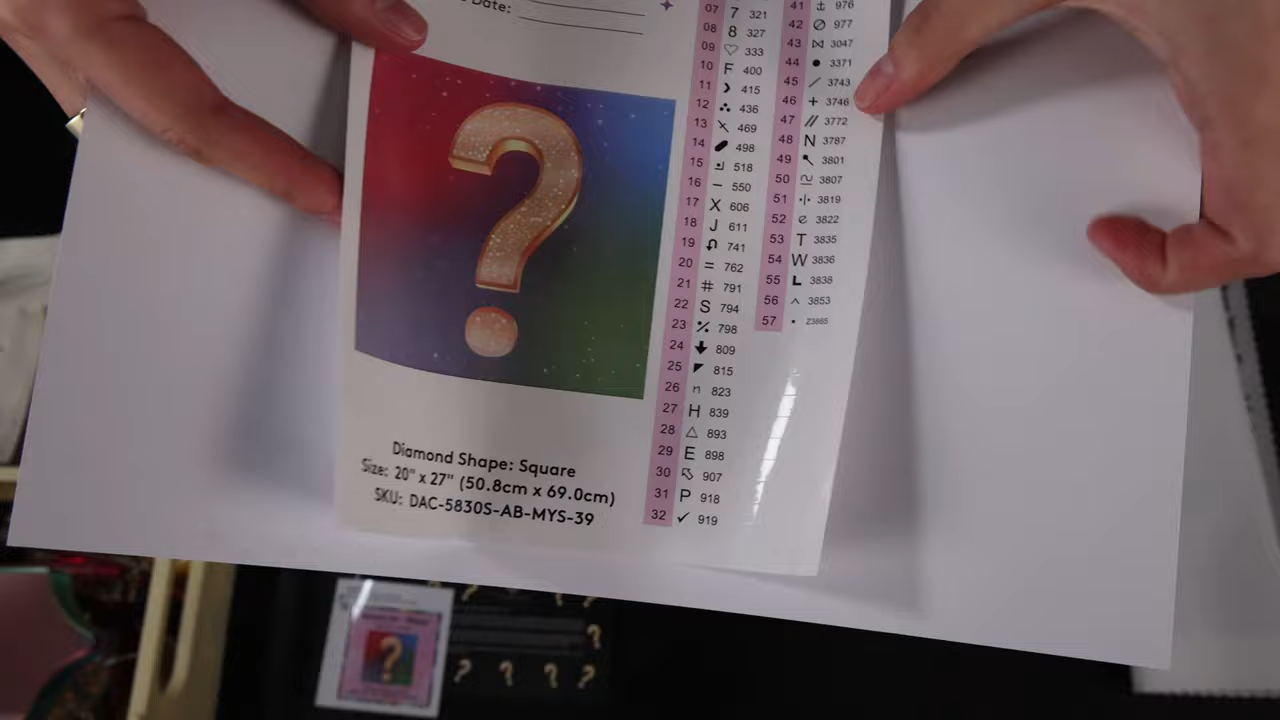 Date:
07 7 321
08 8 327
09 ♡ 333
10 F 400
11 ❩ 415
12 ∴ 436
13 469
14 498
15 518
16 − 550
17 X 606
18 J 611
19 741
20 = 762
21 # 791
22 S 794
23 ٪ 798
24 🡇 809
25 ◤ 815
26 n 823
27 H 839
28 △ 893
29 E 898
30 907
31 P 918
32 ✓ 919
41 976
42 ⊘ 977
43 ⋈ 3047
44 ● 3371
45 / 3743
46 + 3746
47 // 3772
48 N 3787
49 3801
50 3807
51 ·|· 3819
52 e 3822
53 T 3835
54 W 3836
55 L 3838
56 ^ 3853
57 • Z3865
?
Diamond Shape: Square
Size: 20" x 27" (50.8cm x 69.0cm)
SKU: DAC-5830S-AB-MYS-39